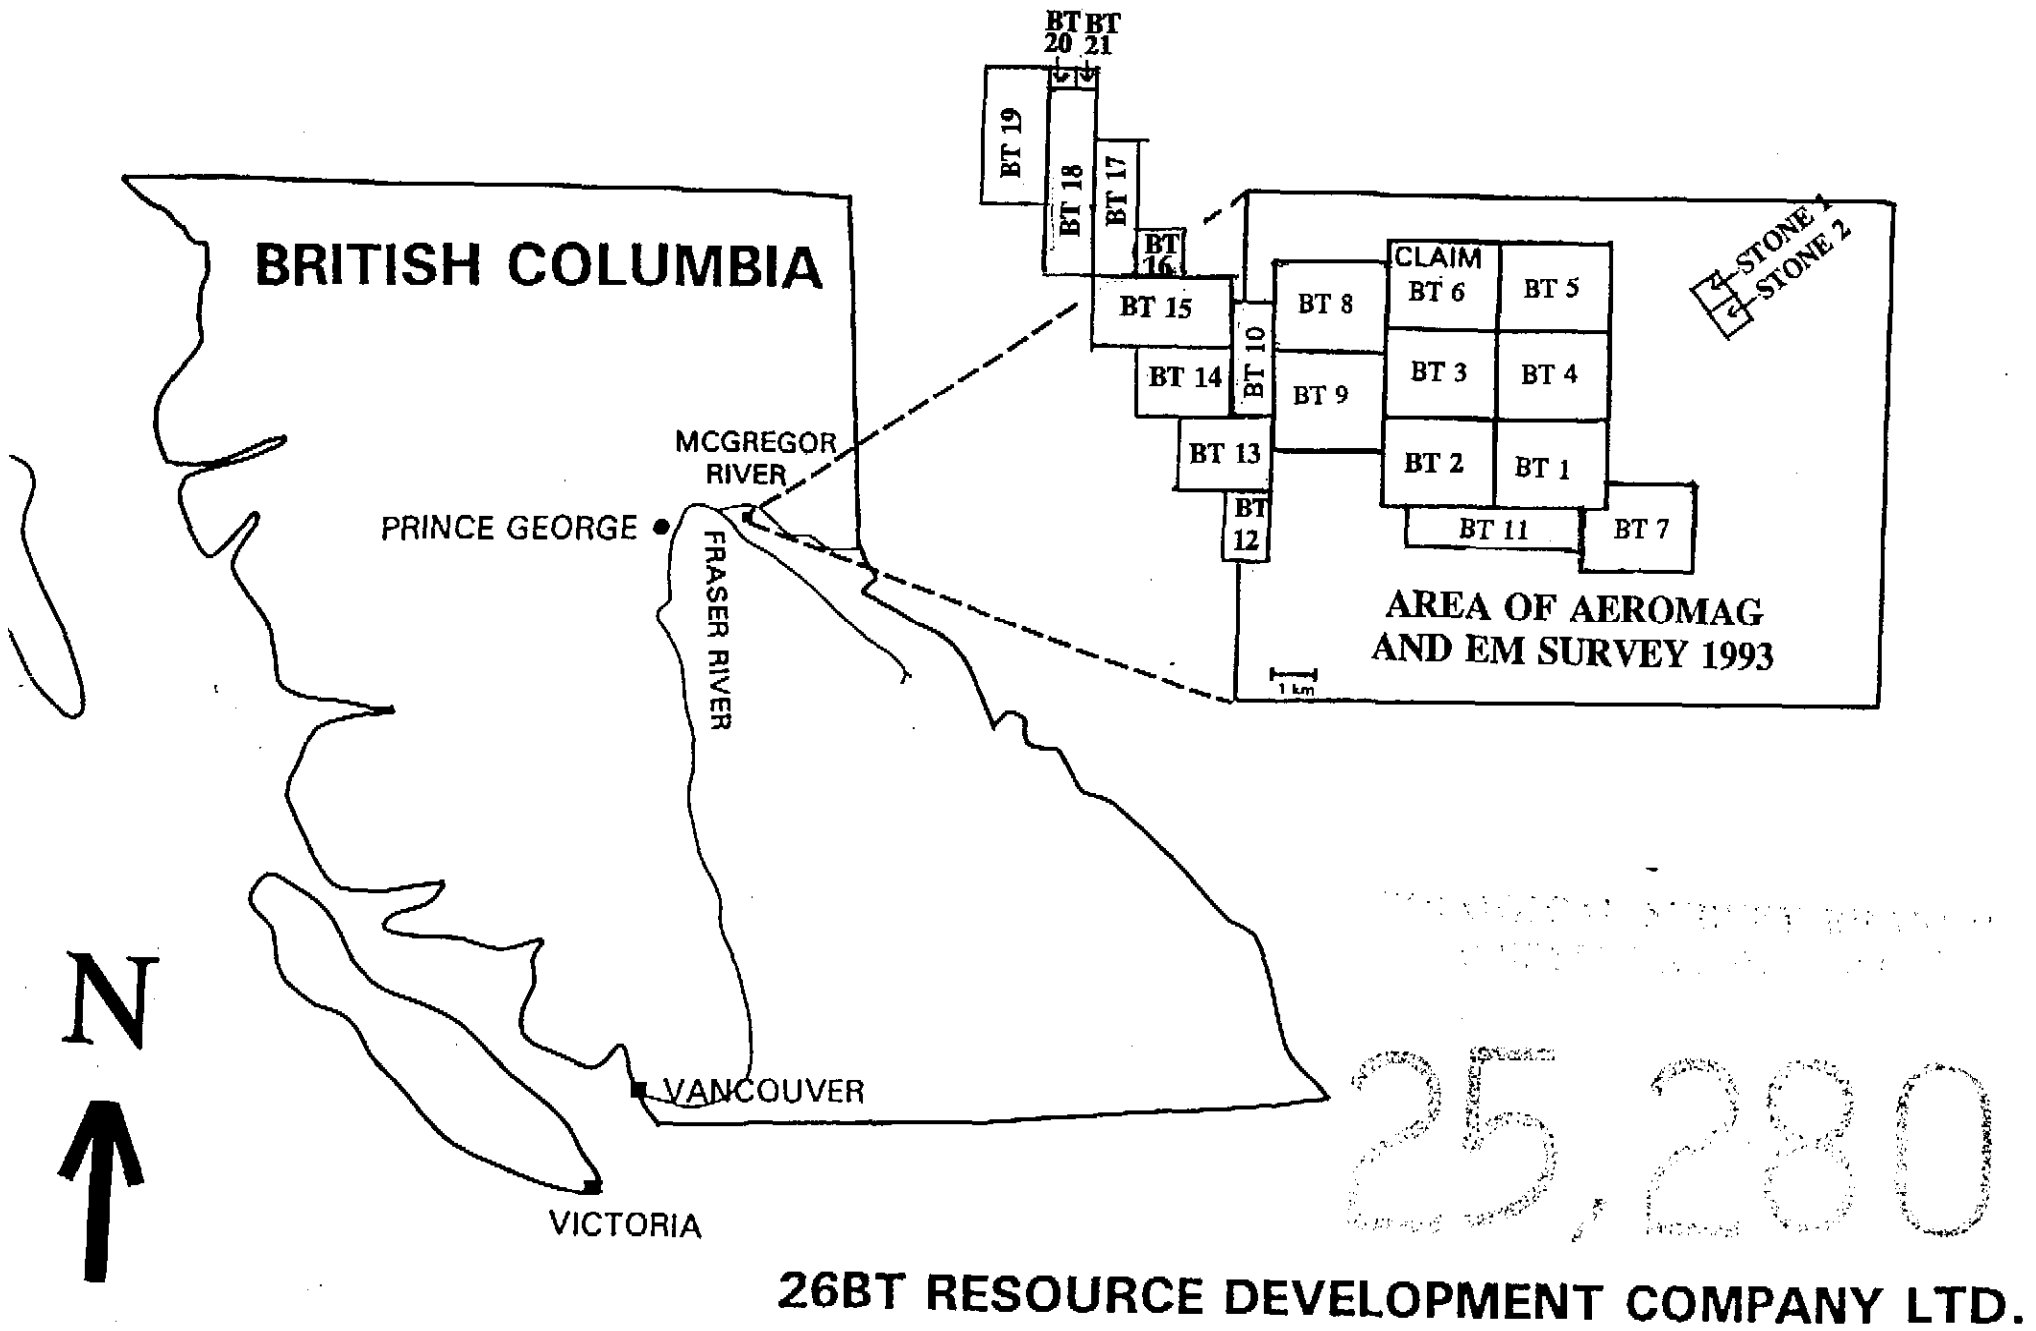 BT BT
20 21
BT 19
BT 18
BT 17
BT
16
BT 15
BT 14
BT 10
BT 13
BT
12
BT 8
BT 9
CLAIM
BT 6
BT 5
BT 3
BT 4
BT 2
BT 1
BT 11
BT 7
STONE 1
STONE 2
AREA OF AEROMAG
AND EM SURVEY 1993
1 km
BRITISH COLUMBIA
MCGREGOR
RIVER
PRINCE GEORGE
FRASER RIVER
N
VANCOUVER
VICTORIA
25,280
26BT RESOURCE DEVELOPMENT COMPANY LTD.